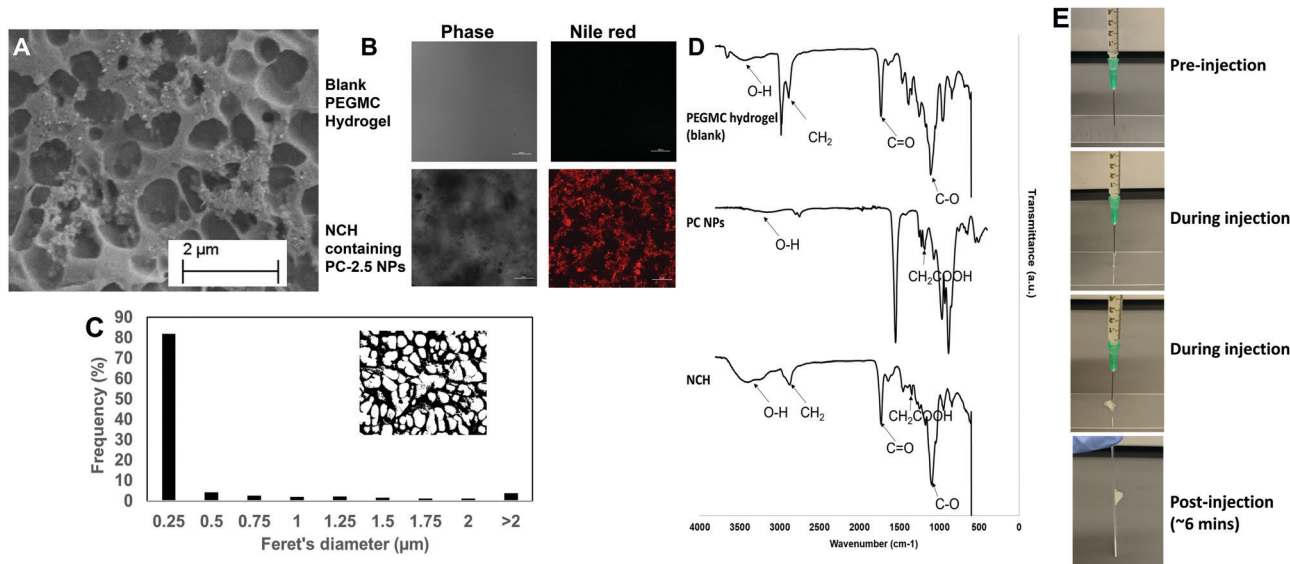 A
2 µm
B
Phase
Nile red
Blank
PEGMC
Hydrogel
NCH
containing
PC-2.5 NPs
C
Frequency (%)
90
80
70
60
50
40
30
20
10
0
0.25 0.5 0.75 1 1.25 1.5 1.75 2 >2
Feret's diameter (µm)
D
O-H
PEGMC hydrogel
(blank)
CH2
C=O
C-O
PC NPs
O-H
CH2COOH
NCH
O-H
CH2
CH2COOH
C=O
C-O
4000 3500 3000 2500 2000 1500 1000 500 0
Wavenumber (cm-1)
Transmittance (a.u.)
E
Pre-injection
During injection
During injection
Post-injection
(~6 mins)